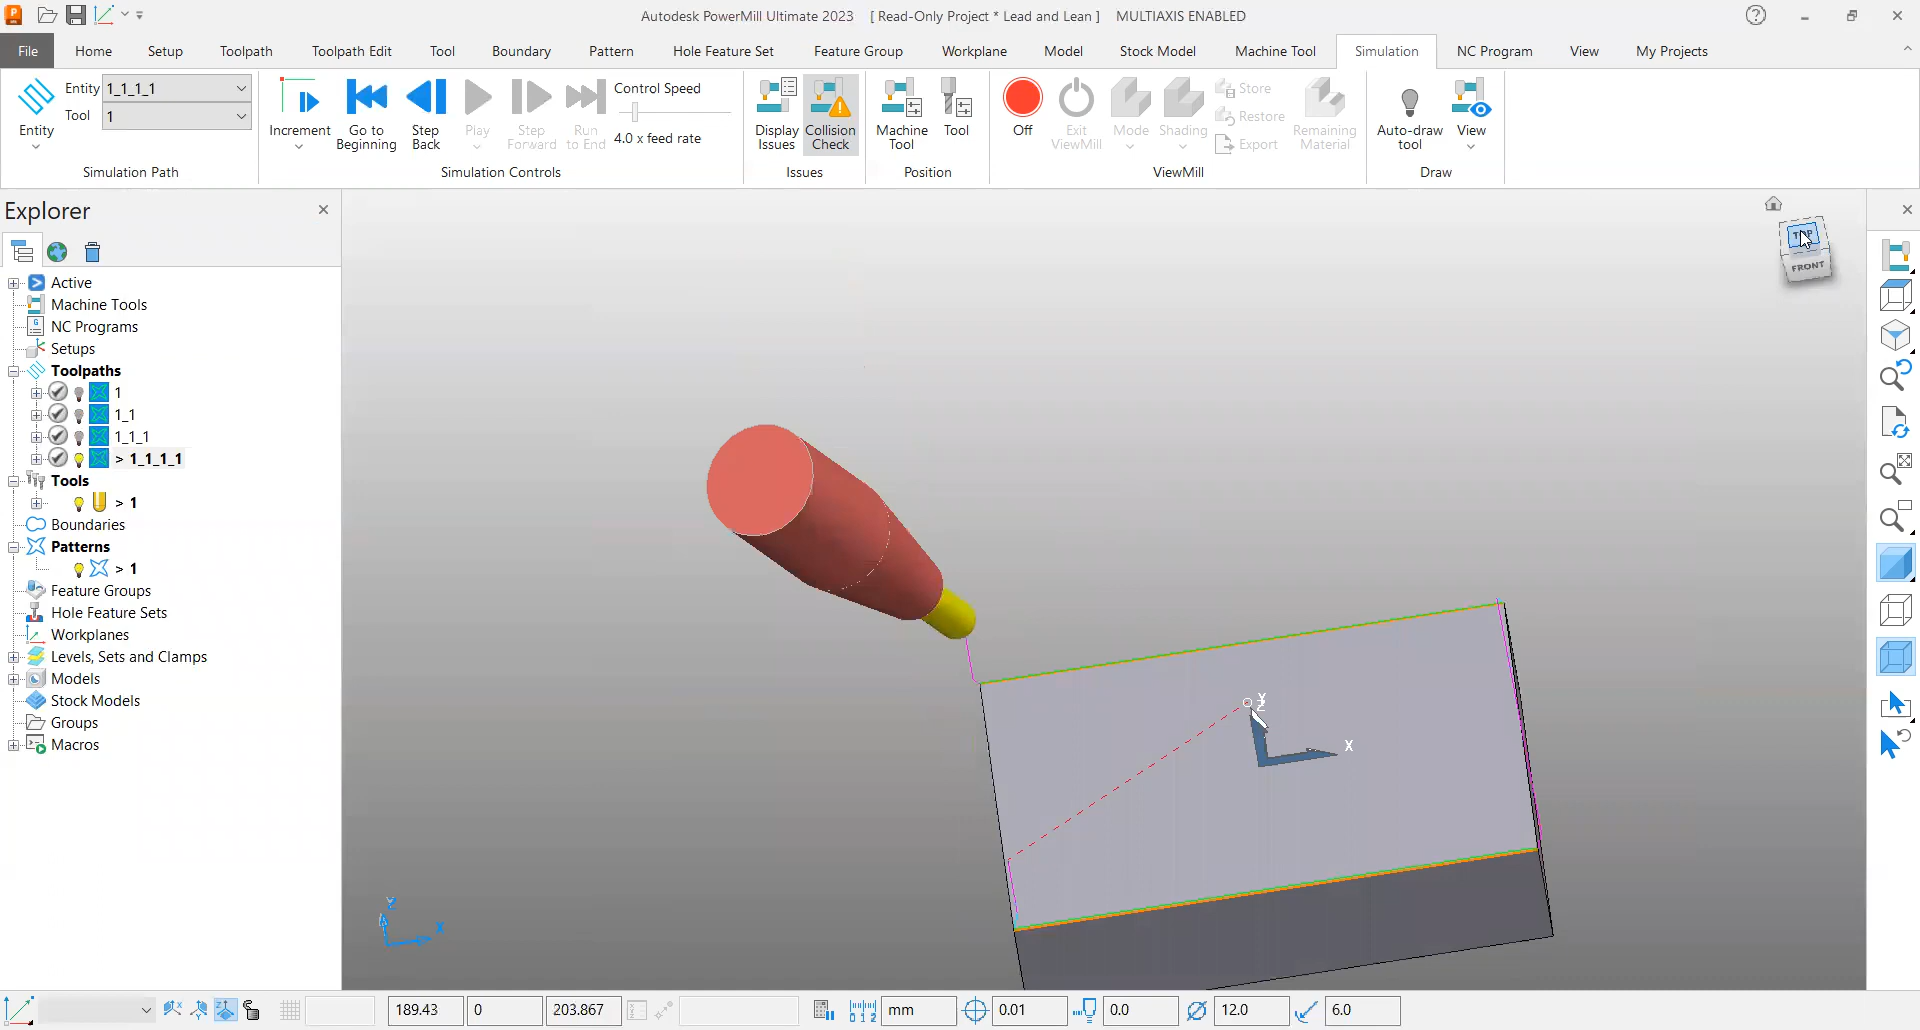 Autodesk PowerMill Ultimate 2023 [ Read-Only Project * Lead and Lean ] MULTIAXIS ENABLED
File Home Setup Toolpath Toolpath Edit Tool Boundary Pattern Hole Feature Set Feature Group Workplane Model Stock Model Machine Tool Simulation NC Program View My Projects
Entity
Entity 1_1_1_1
Tool 1
Simulation Path
Increment
Go to Beginning
Step Back
Play
Step Forward
Run to End
Control Speed
4.0 x feed rate
Simulation Controls
Display Issues
Collision Check
Issues
Machine Tool
Tool
Position
Off
Exit ViewMill
Mode
Shading
Store
Restore
Export
Remaining Material
ViewMill
Auto-draw tool
View
Draw
Explorer
Active
Machine Tools
NC Programs
Setups
Toolpaths
1
1_1
1_1_1
> 1_1_1_1
Tools
> 1
Boundaries
Patterns
> 1
Feature Groups
Hole Feature Sets
Workplanes
Levels, Sets and Clamps
Models
Stock Models
Groups
Macros
TOP
FRONT
Y
Z
X
Z
X
189.43 0 203.867 mm 0.01 0.0 12.0 6.0